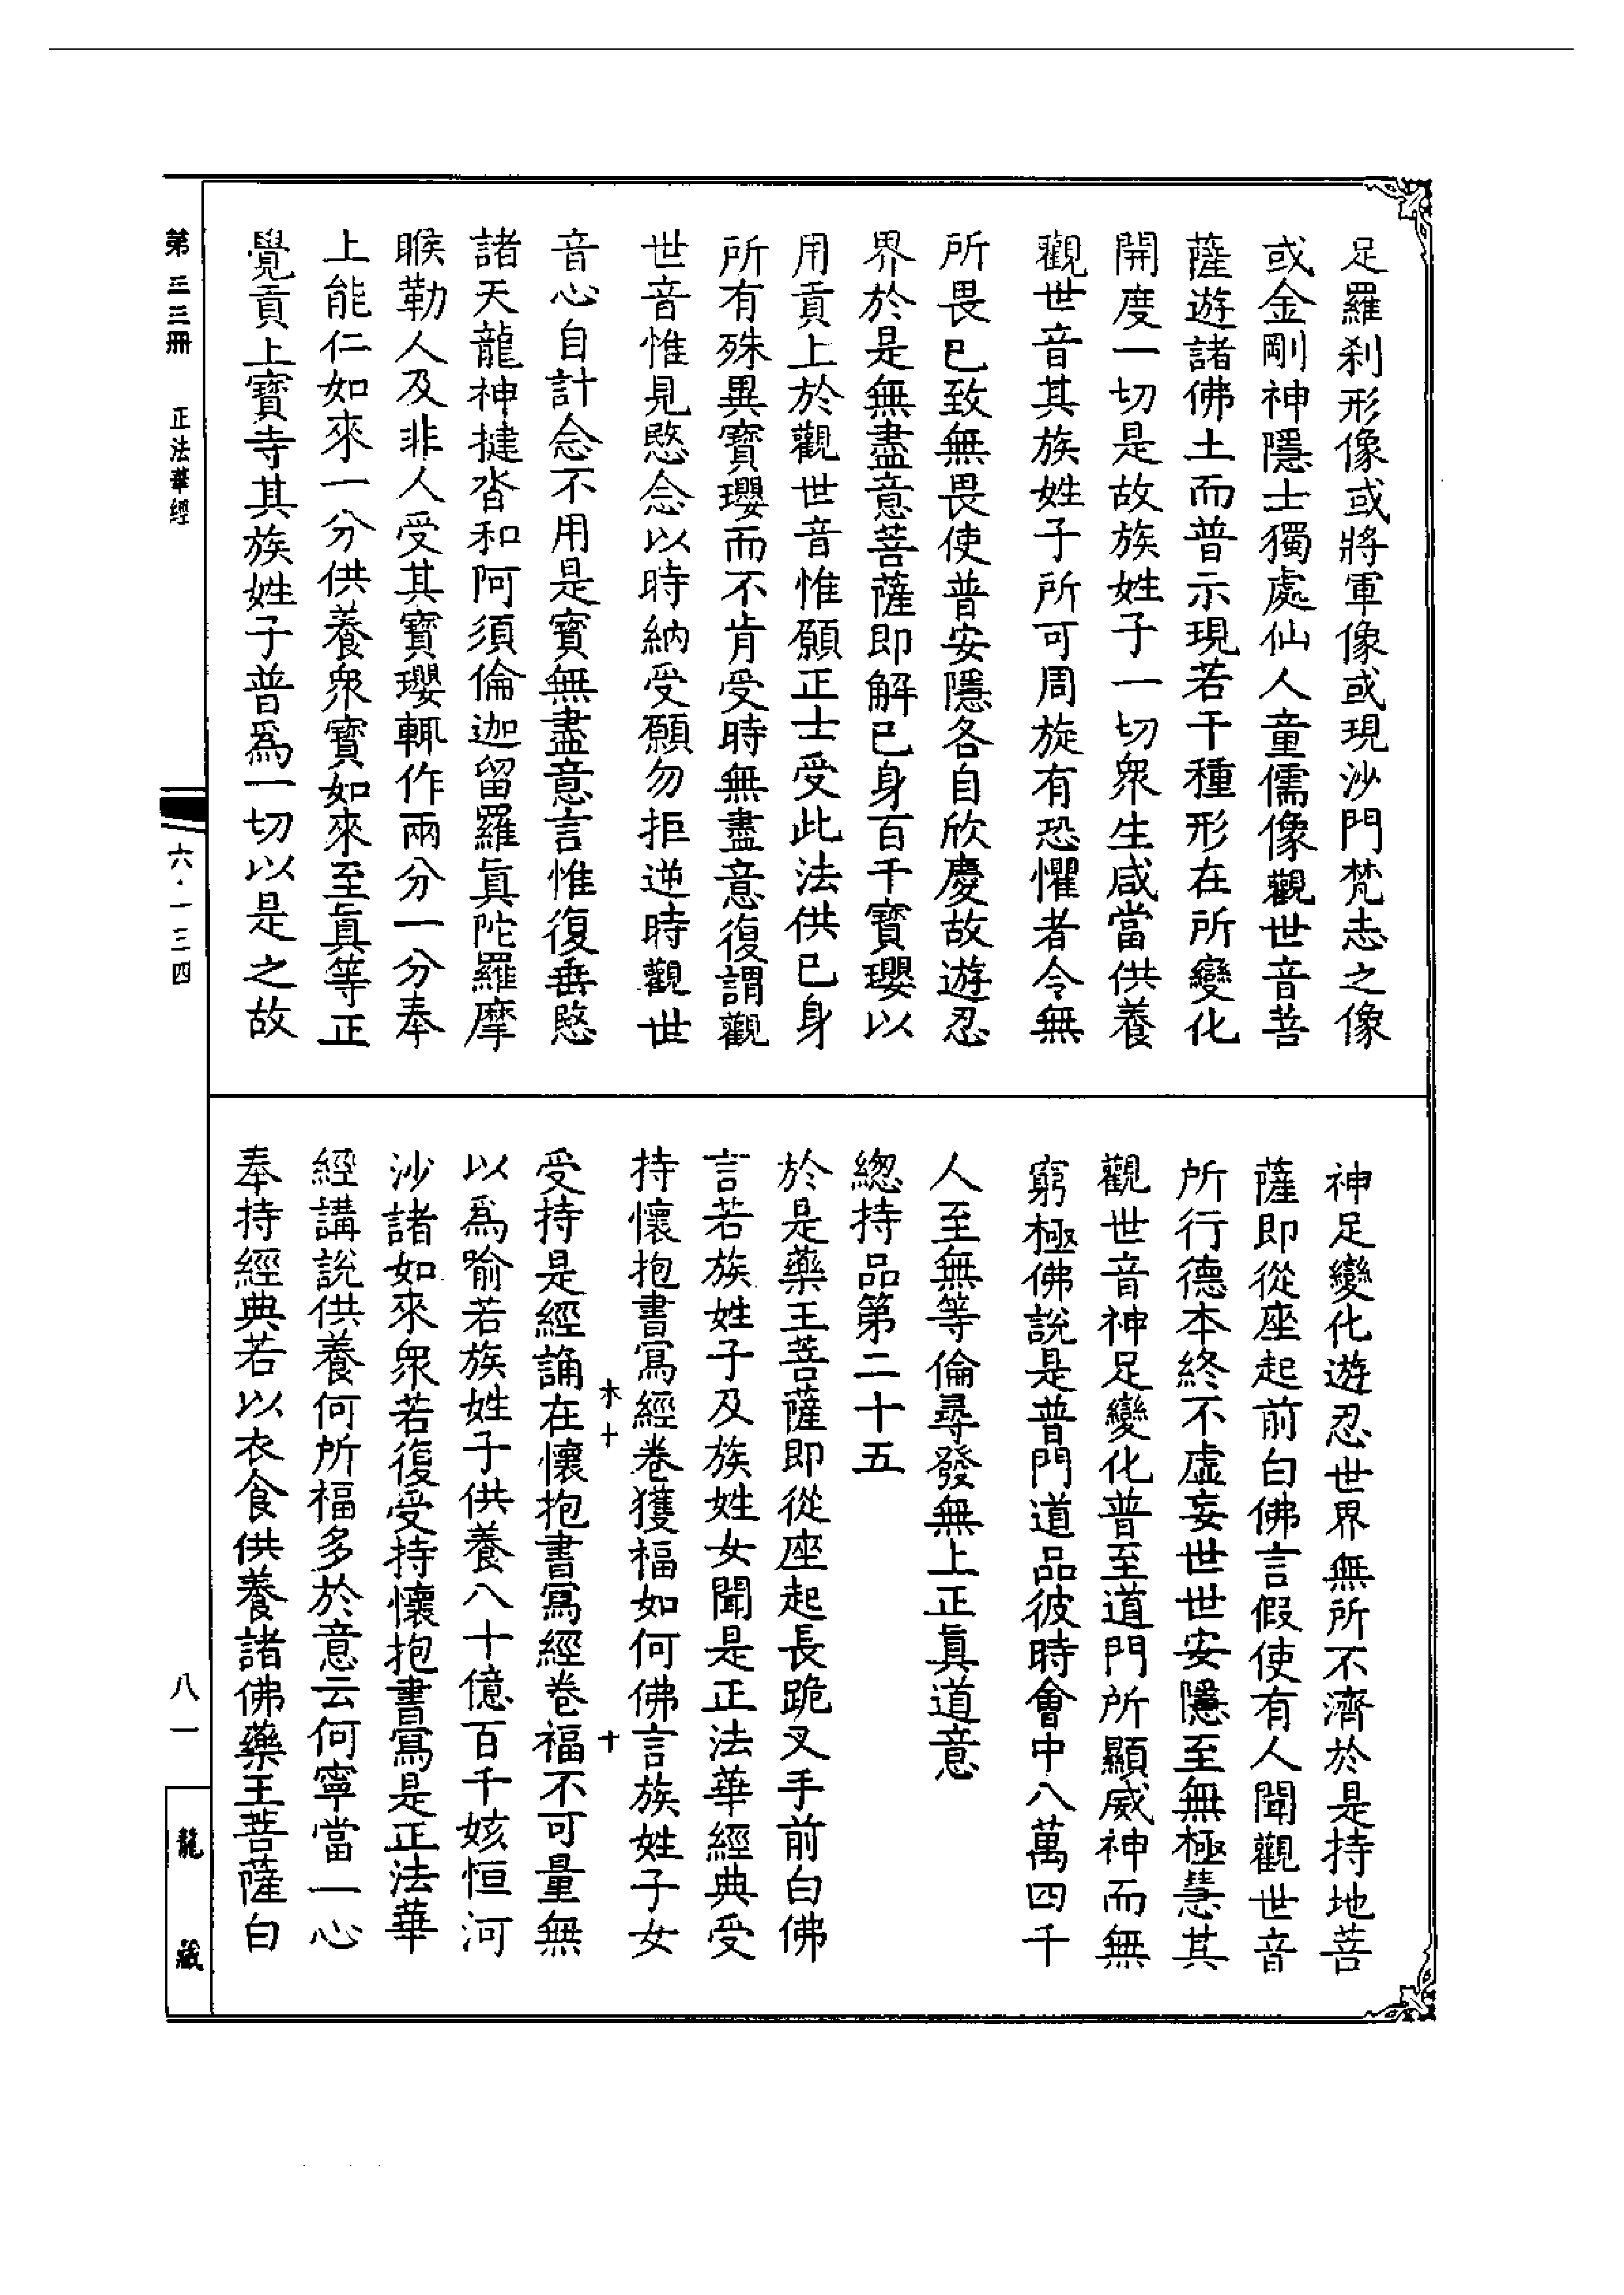 足羅刹形像或將軍像或現沙門梵志之像
或金剛神隱士獨處仙人童儒像觀世音菩
薩遊諸佛土而普示現若干種形在所變化
開度一切是故族姓子一切衆生咸當供養
觀世音其族姓子所可周旋有恐懼者令無
所畏已致無畏使普安隱各自欣慶故遊忍
界於是無盡意菩薩即解已身百千寶瓔以
用貢上於觀世音惟願正士受此法供已身
所有殊異寶瓔而不肯受時無盡意復謂觀
世音惟見愍念以時納受願勿拒逆時觀世
音心自計念不用是寶無盡意言惟復垂愍
諸天龍神揵沓和阿須倫迦留羅眞陀羅摩
睺勒人及非人受其寶瓔輒作兩分一分奉
上能仁如來一分供養衆寶如來至眞等正
覺貢上寶寺其族姓子普爲一切以是之故
神足變化遊忍世界無所不濟於是持地菩
薩即從座起前白佛言假使有人聞觀世音
所行德本終不虛妄世世安隱至無極慧其
觀世音神足變化普至道門所顯威神而無
窮極佛說是普門道品彼時會中八萬四千
人至無等倫尋發無上正眞道意
總持品第二十五
於是藥王菩薩即從座起長跪叉手前白佛
言若族姓子及族姓女聞是正法華經典受
持懷抱書寫經卷獲福如何佛言族姓子女
受持是經誦在懷抱書寫經卷福不可量無
以爲喻若族姓子供養八十億百千姟恒河
沙諸如來衆若復受持懷抱書寫是正法華
經講說供養何所福多於意云何寧當一心
奉持經典若以衣食供養諸佛藥王菩薩白
十
十
第三三冊
正法華經
六·一三四
八一
龍藏